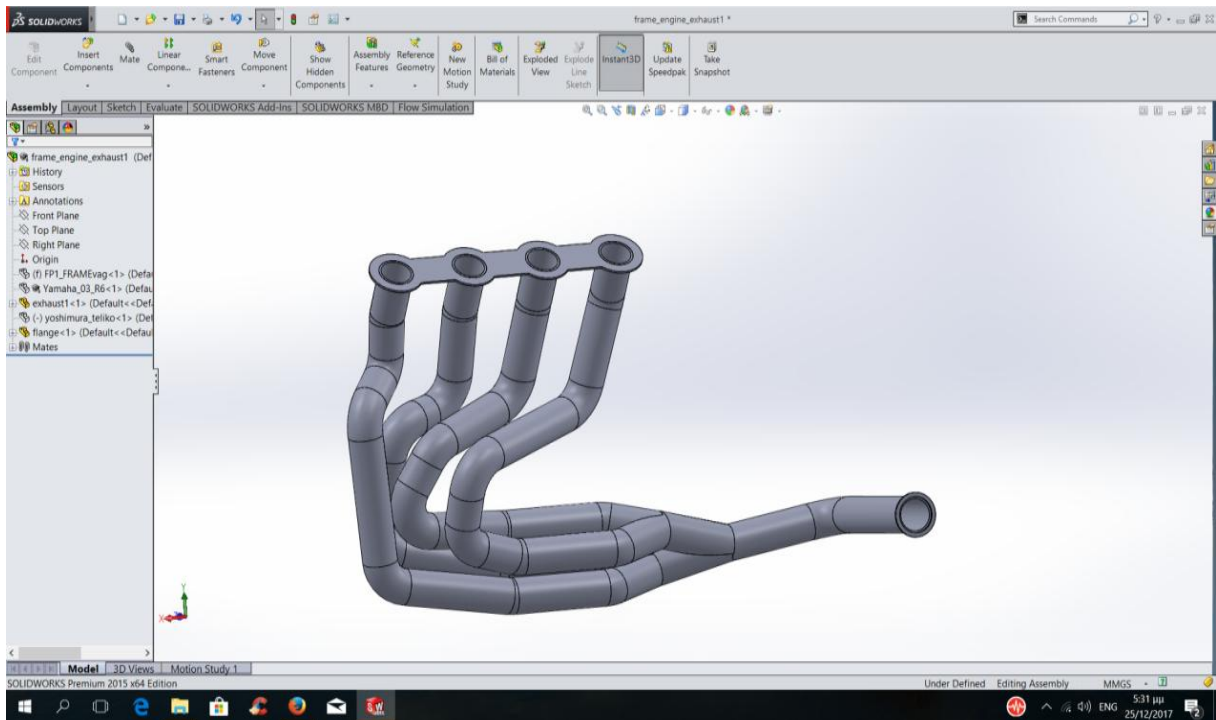 SOLIDWORKS
frame_engine_exhaust1 *
Search Commands
Edit Component
Insert Components
Mate
Linear Compone...
Smart Fasteners
Move Component
Show Hidden Components
Assembly Features
Reference Geometry
New Motion Study
Bill of Materials
Exploded View
Explode Line Sketch
Instant3D
Update Speedpak
Take Snapshot
Assembly
Layout
Sketch
Evaluate
SOLIDWORKS Add-Ins
SOLIDWORKS MBD
Flow Simulation
frame_engine_exhaust1 (Def
History
Sensors
Annotations
Front Plane
Top Plane
Right Plane
Origin
(f) FP1_FRAMEvag<1> (Defau
Yamaha_03_R6<1> (Defau
exhaust1<1> (Default<<Def
(-) yoshimura_teliko<1> (Def
flange<1> (Default<<Defaul
Mates
Y
X
Model
3D Views
Motion Study 1
SOLIDWORKS Premium 2015 x64 Edition
Under Defined
Editing Assembly
MMGS
ENG
5:31 μμ
25/12/2017